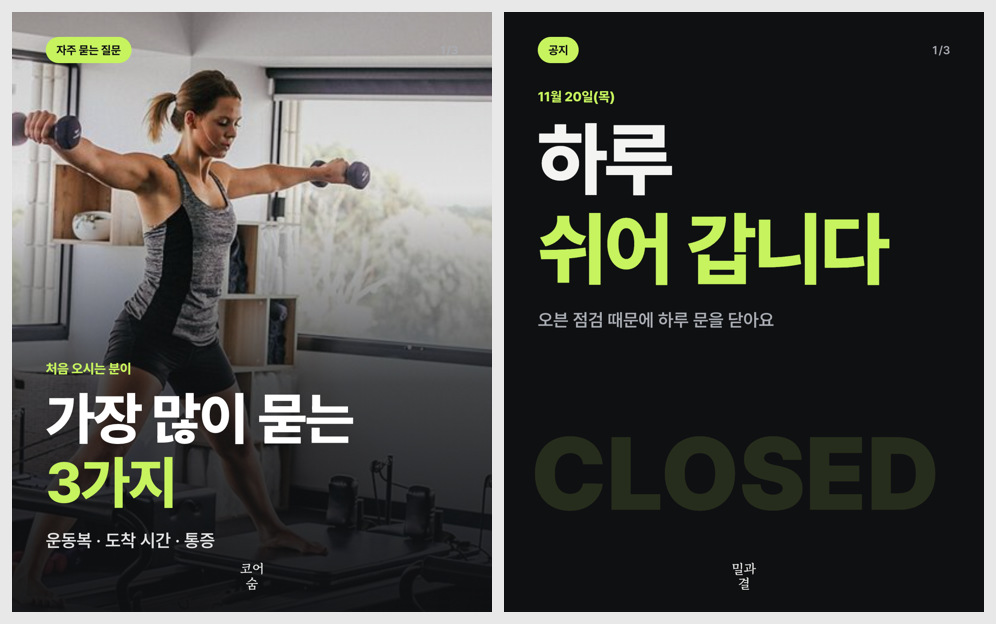 자주 묻는 질문
1/3
처음 오시는 분이
가장 많이 묻는
3가지
운동복 · 도착 시간 · 통증
코어
숨
공지
1/3
11월 20일(목)
하루
쉬어 갑니다
오븐 점검 때문에 하루 문을 닫아요
CLOSED
밀과
결